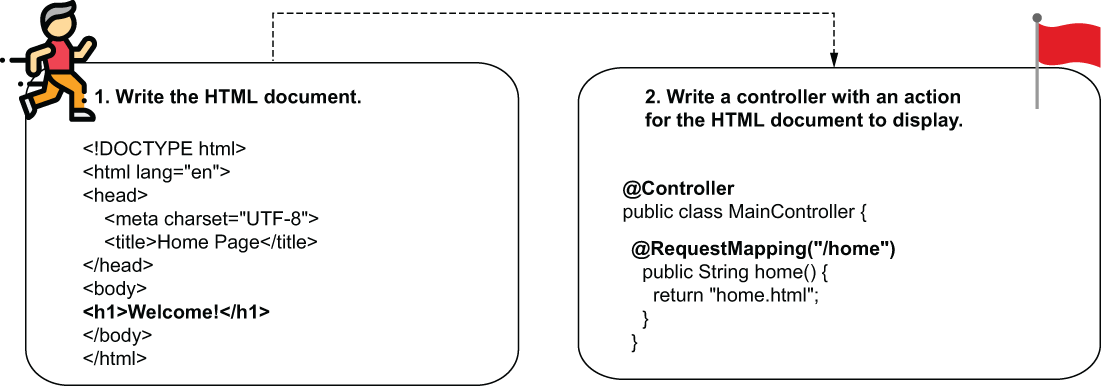 1. Write the HTML document.
<!DOCTYPE html>
<html lang="en">
<head>
<meta charset="UTF-8">
<title>Home Page</title>
</head>
<body>
<h1>Welcome!</h1>
</body>
</html>
2. Write a controller with an action
for the HTML document to display.
@Controller
public class MainController {
@RequestMapping("/home")
public String home() {
return "home.html";
}
}